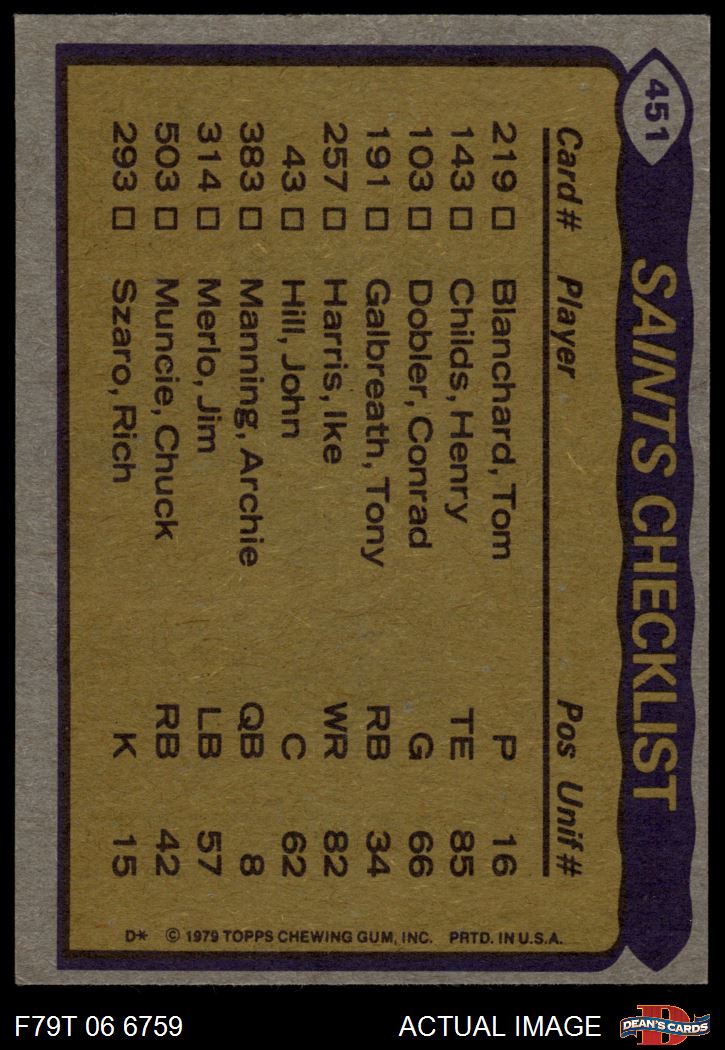 451
SAINTS CHECKLIST
Card # Player Pos Unif #
219 □ Blanchard, Tom P 16
143 □ Childs, Henry TE 85
103 □ Dobler, Conrad G 66
191 □ Galbreath, Tony RB 34
257 □ Harris, Ike WR 82
43 □ Hill, John C 62
383 □ Manning, Archie QB 8
314 □ Merlo, Jim LB 57
503 □ Muncie, Chuck RB 42
293 □ Szaro, Rich K 15
D* © 1979 TOPPS CHEWING GUM, INC. PRTD. IN U.S.A.
F79T 06 6759 ACTUAL IMAGE
D
DEAN'S CARDS